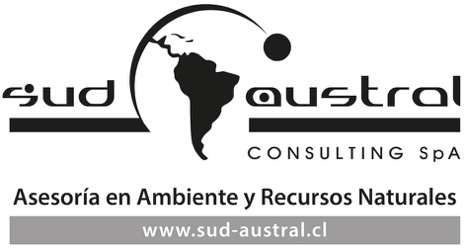 sud austral
CONSULTING SpA
Asesoría en Ambiente y Recursos Naturales
www.sud-austral.cl